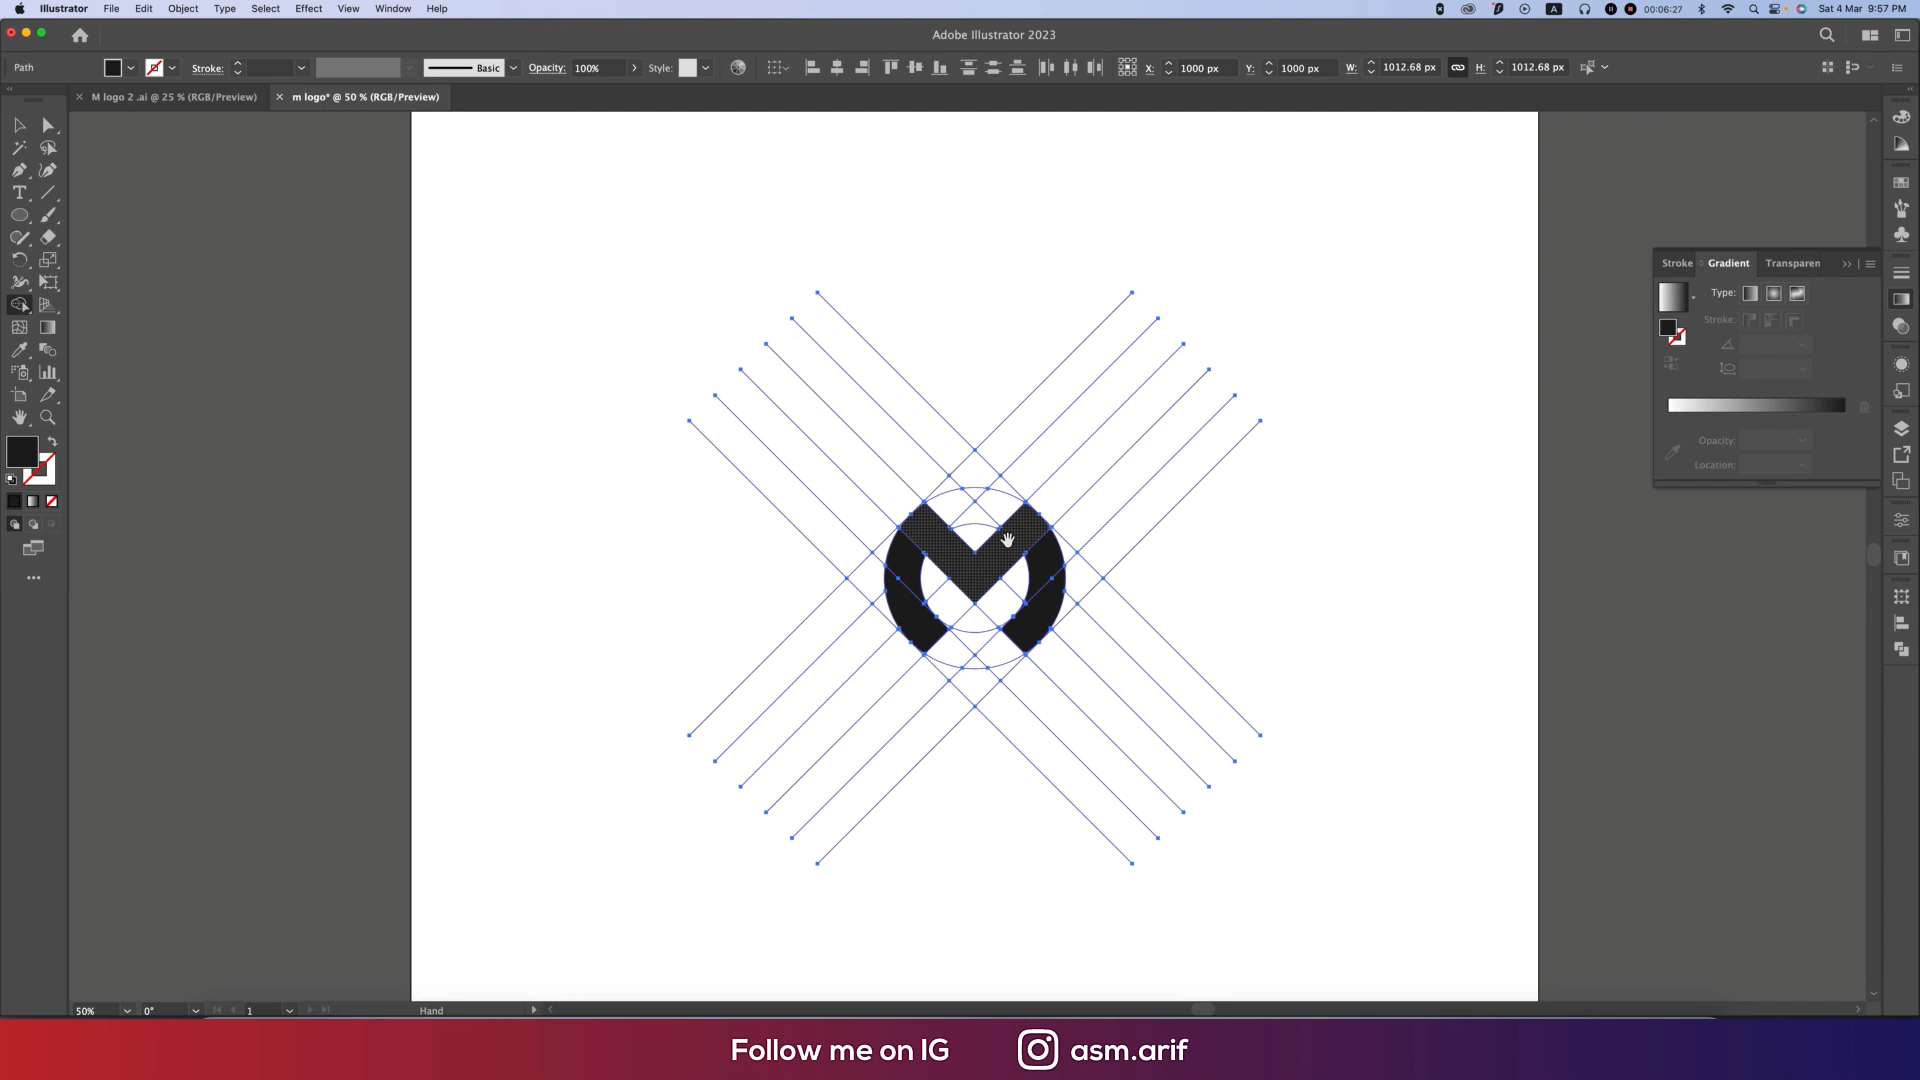 Illustrator File Edit Object Type Select Effect View Window Help
00:06:27 Sat 4 Mar 9:57 PM
Adobe Illustrator 2023
Path Stroke: Basic Opacity: 100% Style: X: 1000 px Y: 1000 px W: 1012.68 px H: 1012.68 px
M logo 2 .ai @ 25 % (RGB/Preview) m logo* @ 50 % (RGB/Preview)
Stroke Gradient Transparen
Type:
Stroke:
Opacity:
Location:
50% 0° 1 Hand
Follow me on IG asm.arif